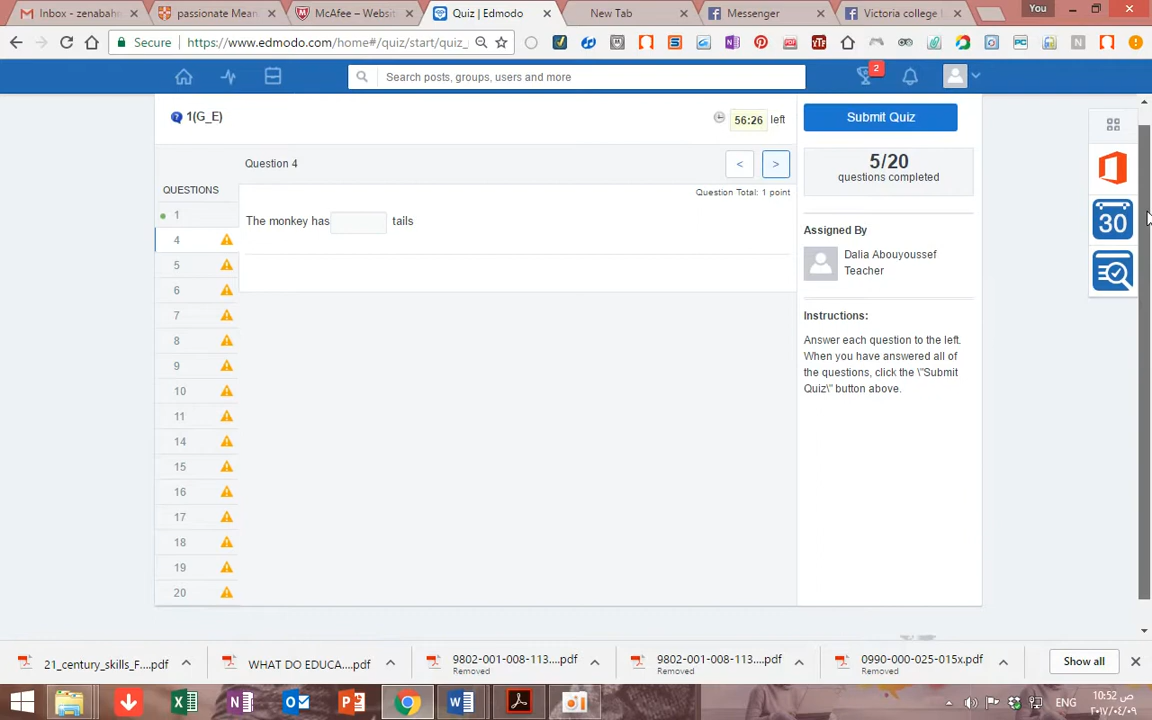 Inbox - zenabahn
passionate Mean
McAfee – Websit
Quiz | Edmodo
New Tab
Messenger
Victoria college
You
Secure
https://www.edmodo.com/home#/quiz/start/quiz_
Search posts, groups, users and more
2
1(G_E)
56:26 left
Submit Quiz
Question 4
<
>
5/20
questions completed
QUESTIONS
Question Total: 1 point
1
The monkey has tails
4
5
6
7
8
9
10
11
14
15
16
17
18
19
20
Assigned By
Dalia Abouyoussef
Teacher
Instructions:
Answer each question to the left.
When you have answered all of
the questions, click the \"Submit
Quiz\" button above.
30
21_century_skills_F....pdf
WHAT DO EDUCA....pdf
9802-001-008-113....pdf
Removed
9802-001-008-113....pdf
Removed
0990-000-025-015x.pdf
Removed
Show all
ENG
10:52 ص
٢٠١٧/٠٤/٠٩